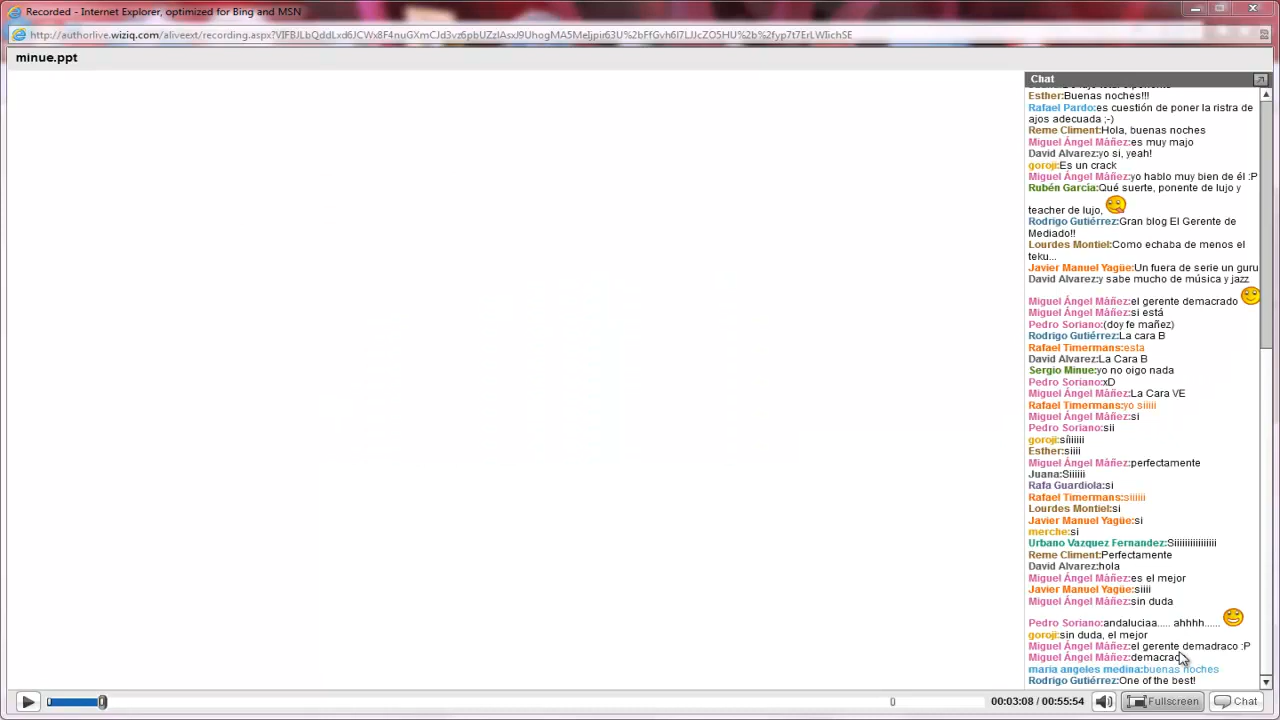 Recorded - Internet Explorer, optimized for Bing and MSN
minue.ppt
Chat
Esther:Buenas noches!!!
Rafael Pardo:es cuestión de poner la ristra de
ajos adecuada ;-)
Reme Climent:Hola, buenas noches
Miguel Ángel Máñez:es muy majo
David Alvarez:yo si, yeah!
goroji:Es un crack
Miguel Ángel Máñez:yo hablo muy bien de él :P
Rubén García:Qué suerte, ponente de lujo y
teacher de lujo,
Rodrigo Gutiérrez:Gran blog El Gerente de
Mediado!!
Lourdes Montiel:Como echaba de menos el
teku...
Javier Manuel Yagüe:Un fuera de serie un guru
David Alvarez:y sabe mucho de música y jazz
Miguel Ángel Máñez:el gerente demacrado
Miguel Ángel Máñez:si está
Pedro Soriano:(doy fe mañez)
Rodrigo Gutiérrez:La cara B
Rafael Timermans:esta
David Alvarez:La Cara B
Sergio Minue:yo no oigo nada
Pedro Soriano:xD
Miguel Ángel Máñez:La Cara VE
Rafael Timermans:yo siiiii
Miguel Ángel Máñez:si
Pedro Soriano:sii
goroji:síiiiiii
Esther:siiii
Miguel Ángel Máñez:perfectamente
Juana:Siiiiii
Rafa Guardiola:si
Rafael Timermans:siiiiii
Lourdes Montiel:si
Javier Manuel Yagüe:si
merche:si
Urbano Vazquez Fernandez:Siiiiiiiiiiiiiii
Reme Climent:Perfectamente
David Alvarez:hola
Miguel Ángel Máñez:es el mejor
Javier Manuel Yagüe:siiii
Miguel Ángel Máñez:sin duda
Pedro Soriano:andaluciaa..... ahhhh......
goroji:sin duda, el mejor
Miguel Ángel Máñez:el gerente demadraco :P
Miguel Ángel Máñez:demacrad
maria angeles medina:buenas noches
Rodrigo Gutiérrez:One of the best!
0
00:03:08 / 00:55:54
Fullscreen
Chat